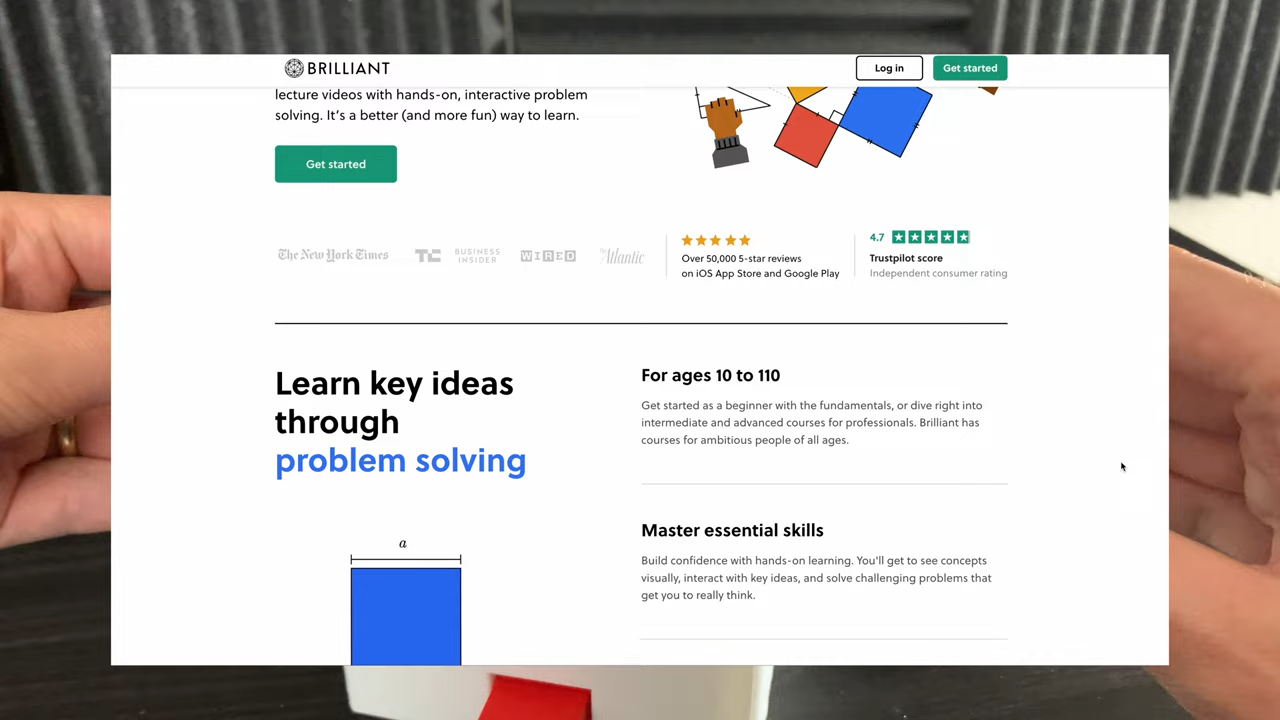 BRILLIANT
Log in
Get started
lecture videos with hands-on, interactive problem
solving. It’s a better (and more fun) way to learn.
Get started
The New York Times
TC
BUSINESS
INSIDER
WIRED
The Atlantic
Over 50,000 5-star reviews
on iOS App Store and Google Play
4.7
Trustpilot score
Independent consumer rating
Learn key ideas
through
problem solving
a
For ages 10 to 110
Get started as a beginner with the fundamentals, or dive right into
intermediate and advanced courses for professionals. Brilliant has
courses for ambitious people of all ages.
Master essential skills
Build confidence with hands-on learning. You'll get to see concepts
visually, interact with key ideas, and solve challenging problems that
get you to really think.